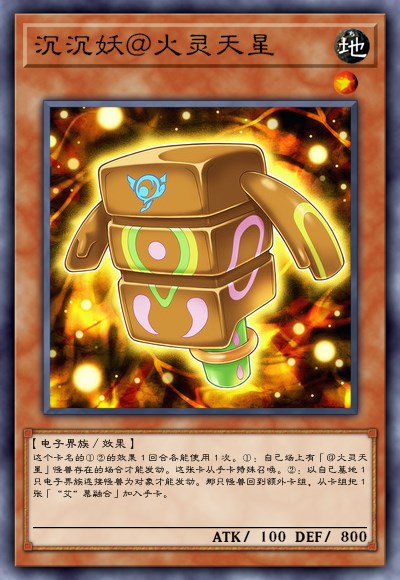 沉沉妖@火灵天星
地
【电子界族／效果】
这个卡名的①②的效果1回合各能使用1次。①：自己场上有「@火灵天
星」怪兽存在的场合才能发动。这张卡从手卡特殊召唤。②：以自己墓地1
只电子界族连接怪兽为对象才能发动。那只怪兽回到额外卡组，从卡组把1
张「“艾”愚融合」加入手卡。
ATK/ 100 DEF/ 800